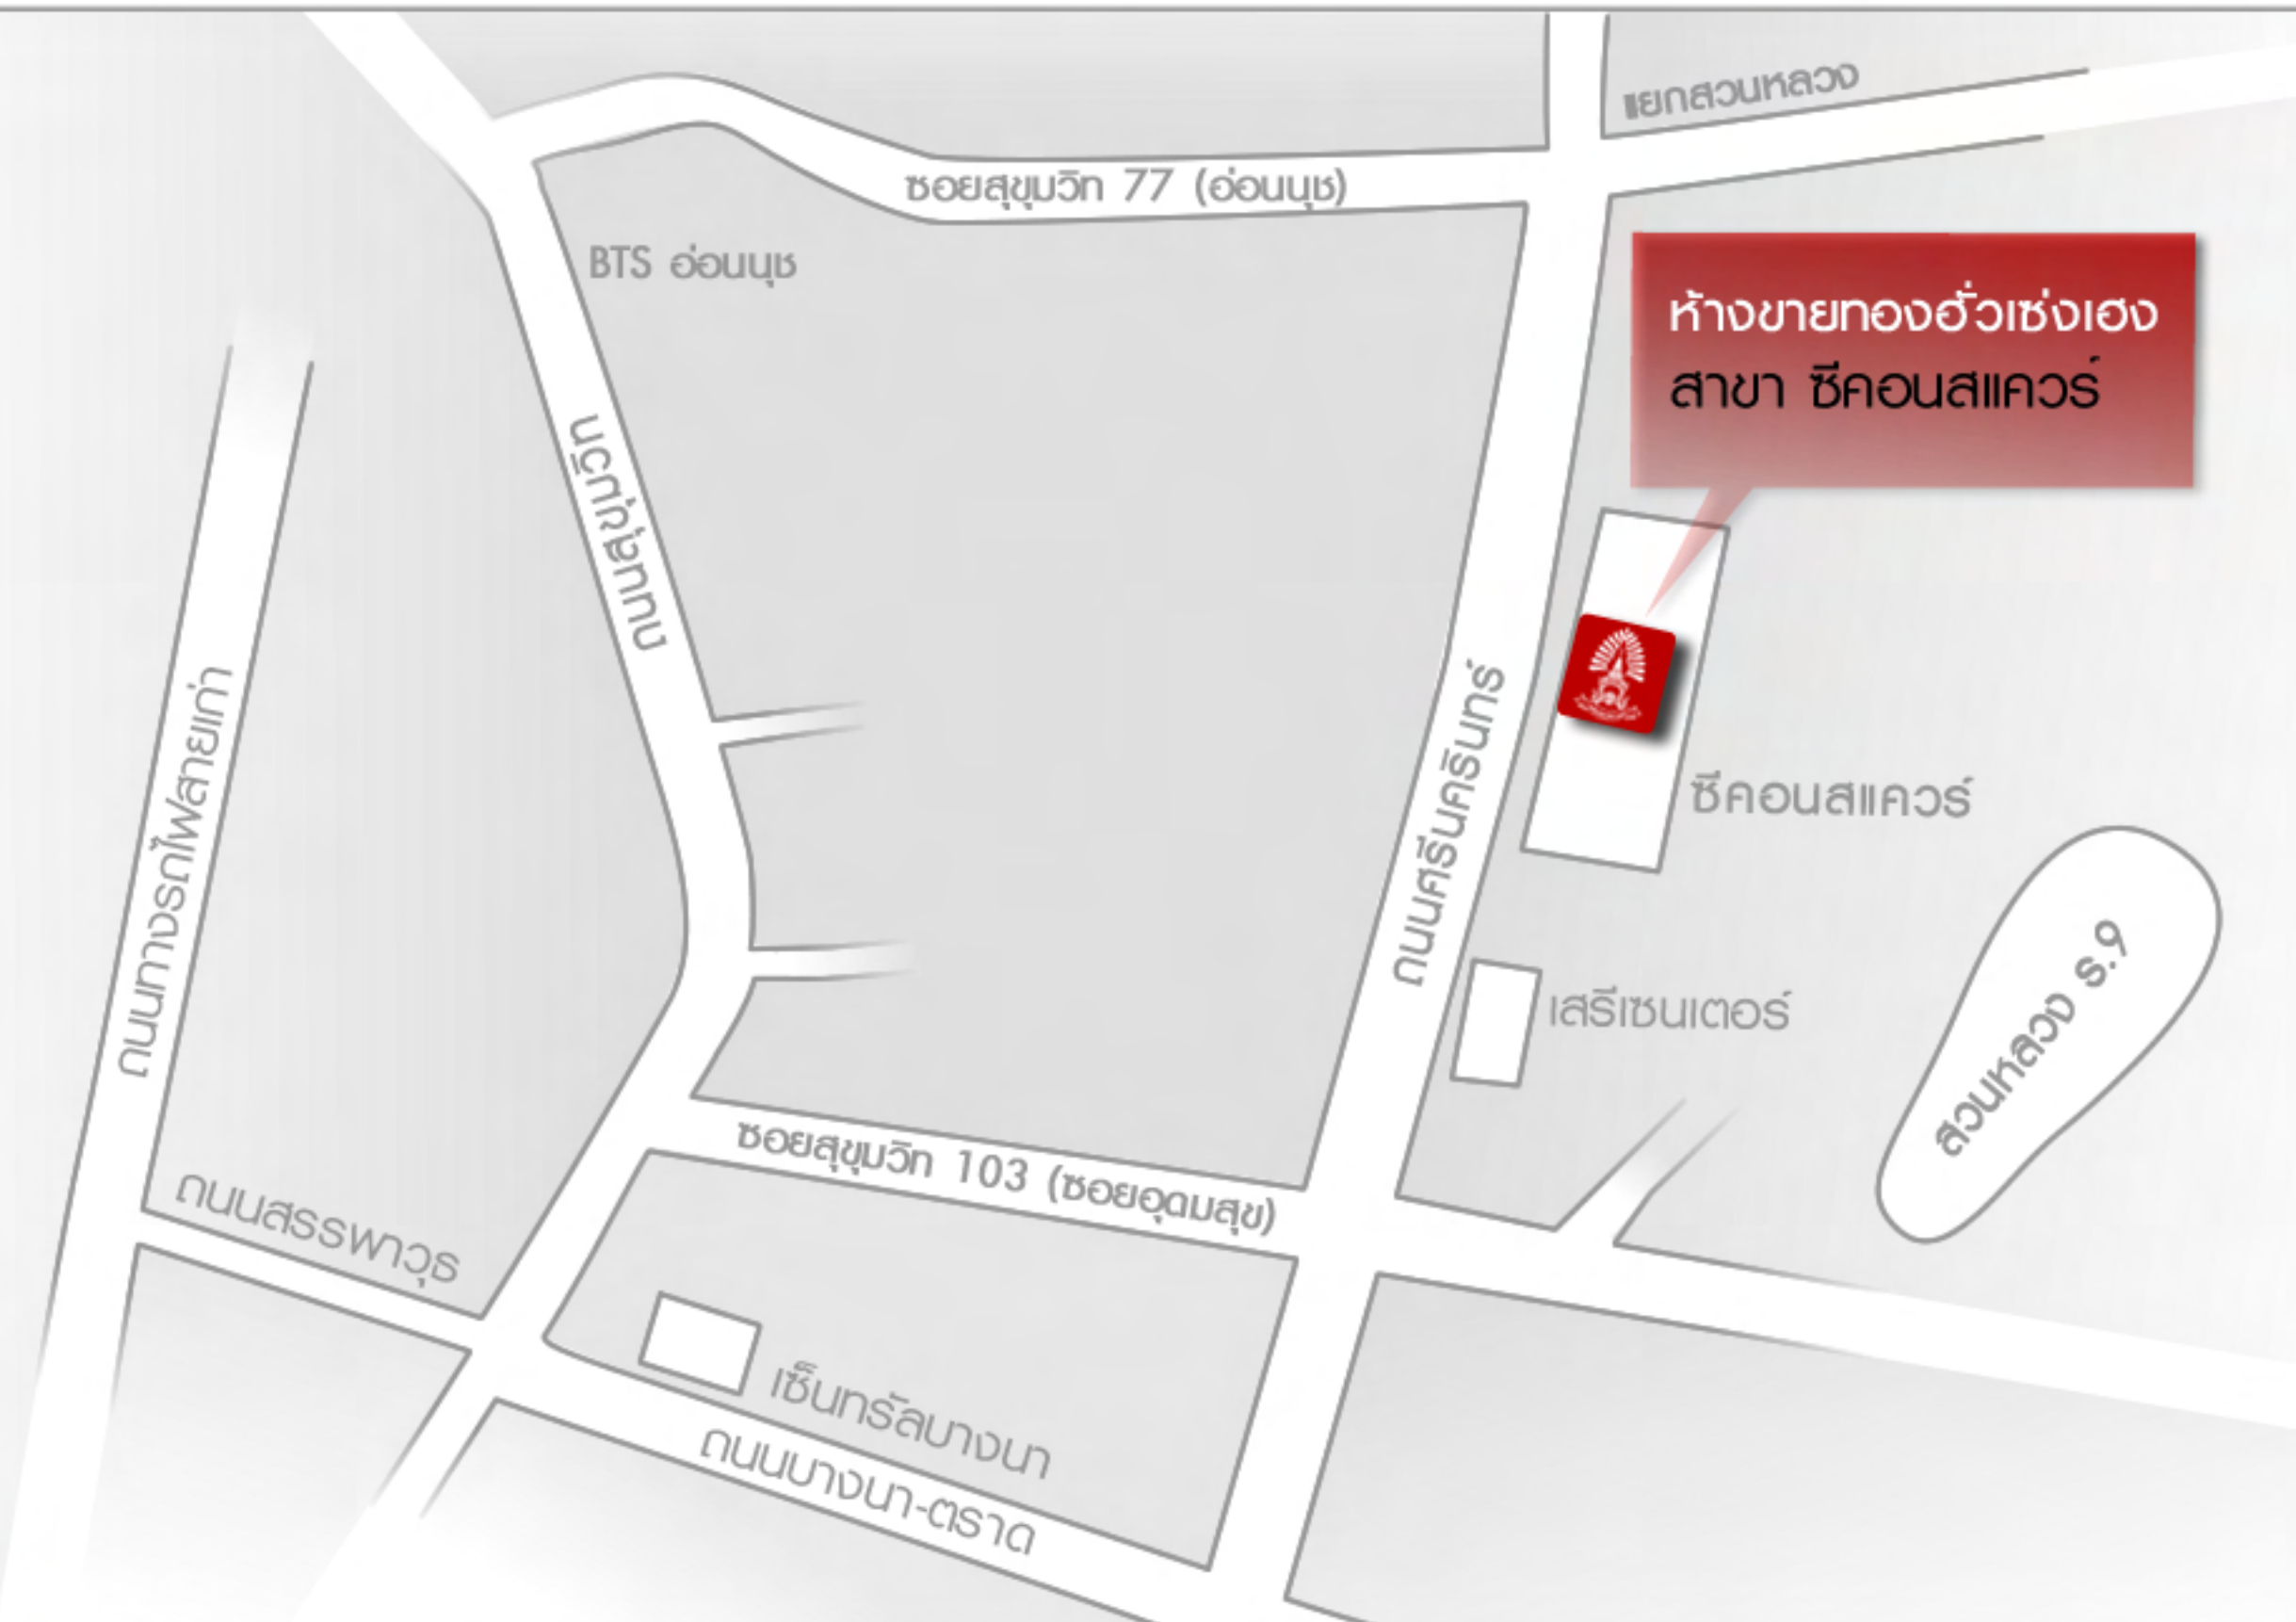 แยกสวนหลวง
ซอยสุขุมวิท 77 (อ่อนนุช)
BTS อ่อนนุช
ห้างขายทองฮั่วเซ่งเฮง
สาขา ซีคอนสแควร์
ถนนสุขุมวิท
ถนนทางรถไฟสายเก่า
ถนนศรีนครินทร์
ซีคอนสแควร์
เสรีเซนเตอร์
สวนหลวง ร.9
ซอยสุขุมวิท 103 (ซอยอุดมสุข)
ถนนสรรพาวุธ
เซ็นทรัลบางนา
ถนนบางนา-ตราด